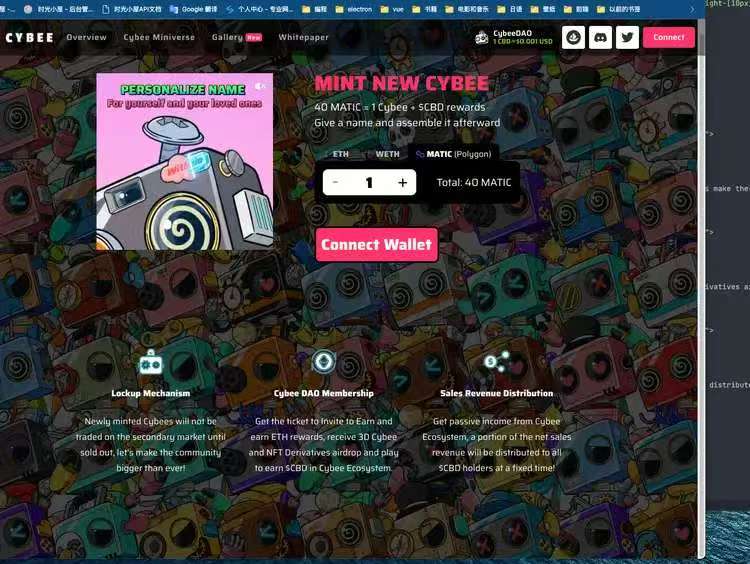 时光小屋 - 后台管...
时光小屋API文档
Google 翻译
个人中心 - 专业网...
编程
electron
vue
书籍
电影和音乐
日语
壁纸
剪辑
以前的书签
ight-[10px
CYBEE
Overview
Cybee Miniverse
Gallery New
Whitepaper
CybeeDAO
1 CBD≈$0.001 USD
Connect
PERSONALIZE NAME
For yourself and your loved ones
MINT NEW CYBEE
40 MATIC = 1 Cybee + $CBD rewards
Give a name and assemble it afterward
ETH WETH MATIC (Polygon)
- 1 + Total: 40 MATIC
Connect Wallet
">
s make the
">
ivatives ai
">
distribute
">
Lockup Mechanism
Newly minted Cybees will not be
traded on the secondary market until
sold out, let's make the community
bigger than ever!
Cybee DAO Membership
Get the ticket to Invite to Earn and
earn ETH rewards, receive 3D Cybee
and NFT Derivatives airdrop and play
to earn $CBD in Cybee Ecosystem.
Sales Revenue Distribution
Get passive income from Cybee
Ecosystem, a portion of the net sales
revenue will be distributed to all
$CBD holders at a fixed time!